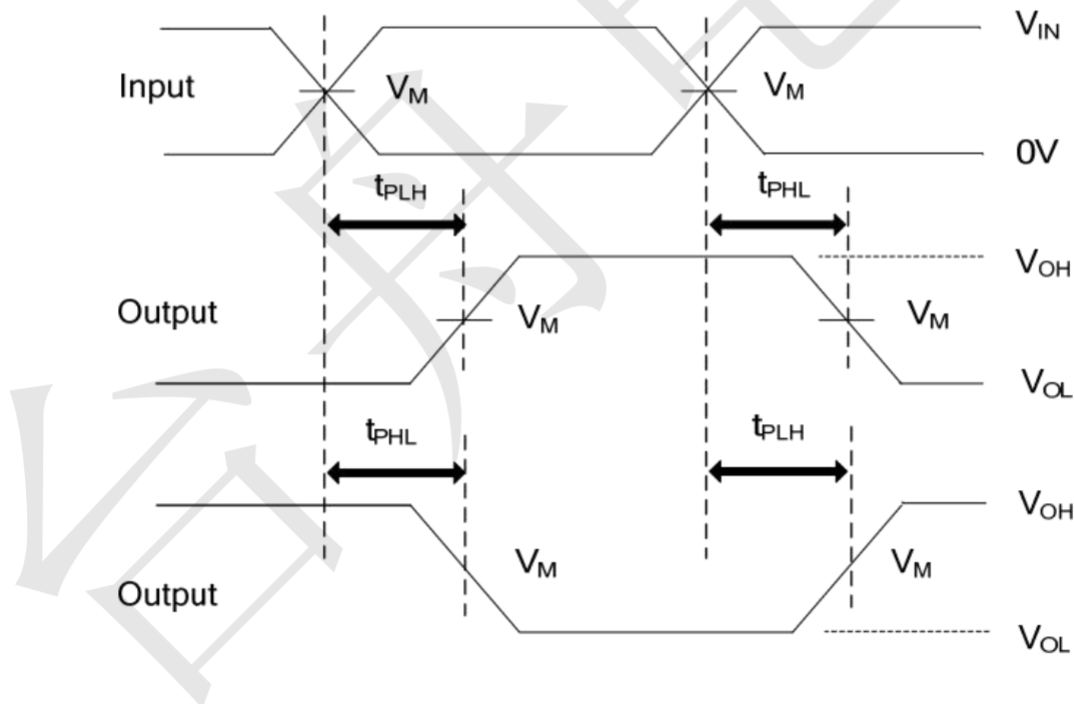 V_IN
Input
V_M
V_M
0V
t_PLH
t_PHL
V_OH
Output
V_M
V_M
V_OL
t_PHL
t_PLH
V_OH
V_M
V_M
Output
V_OL